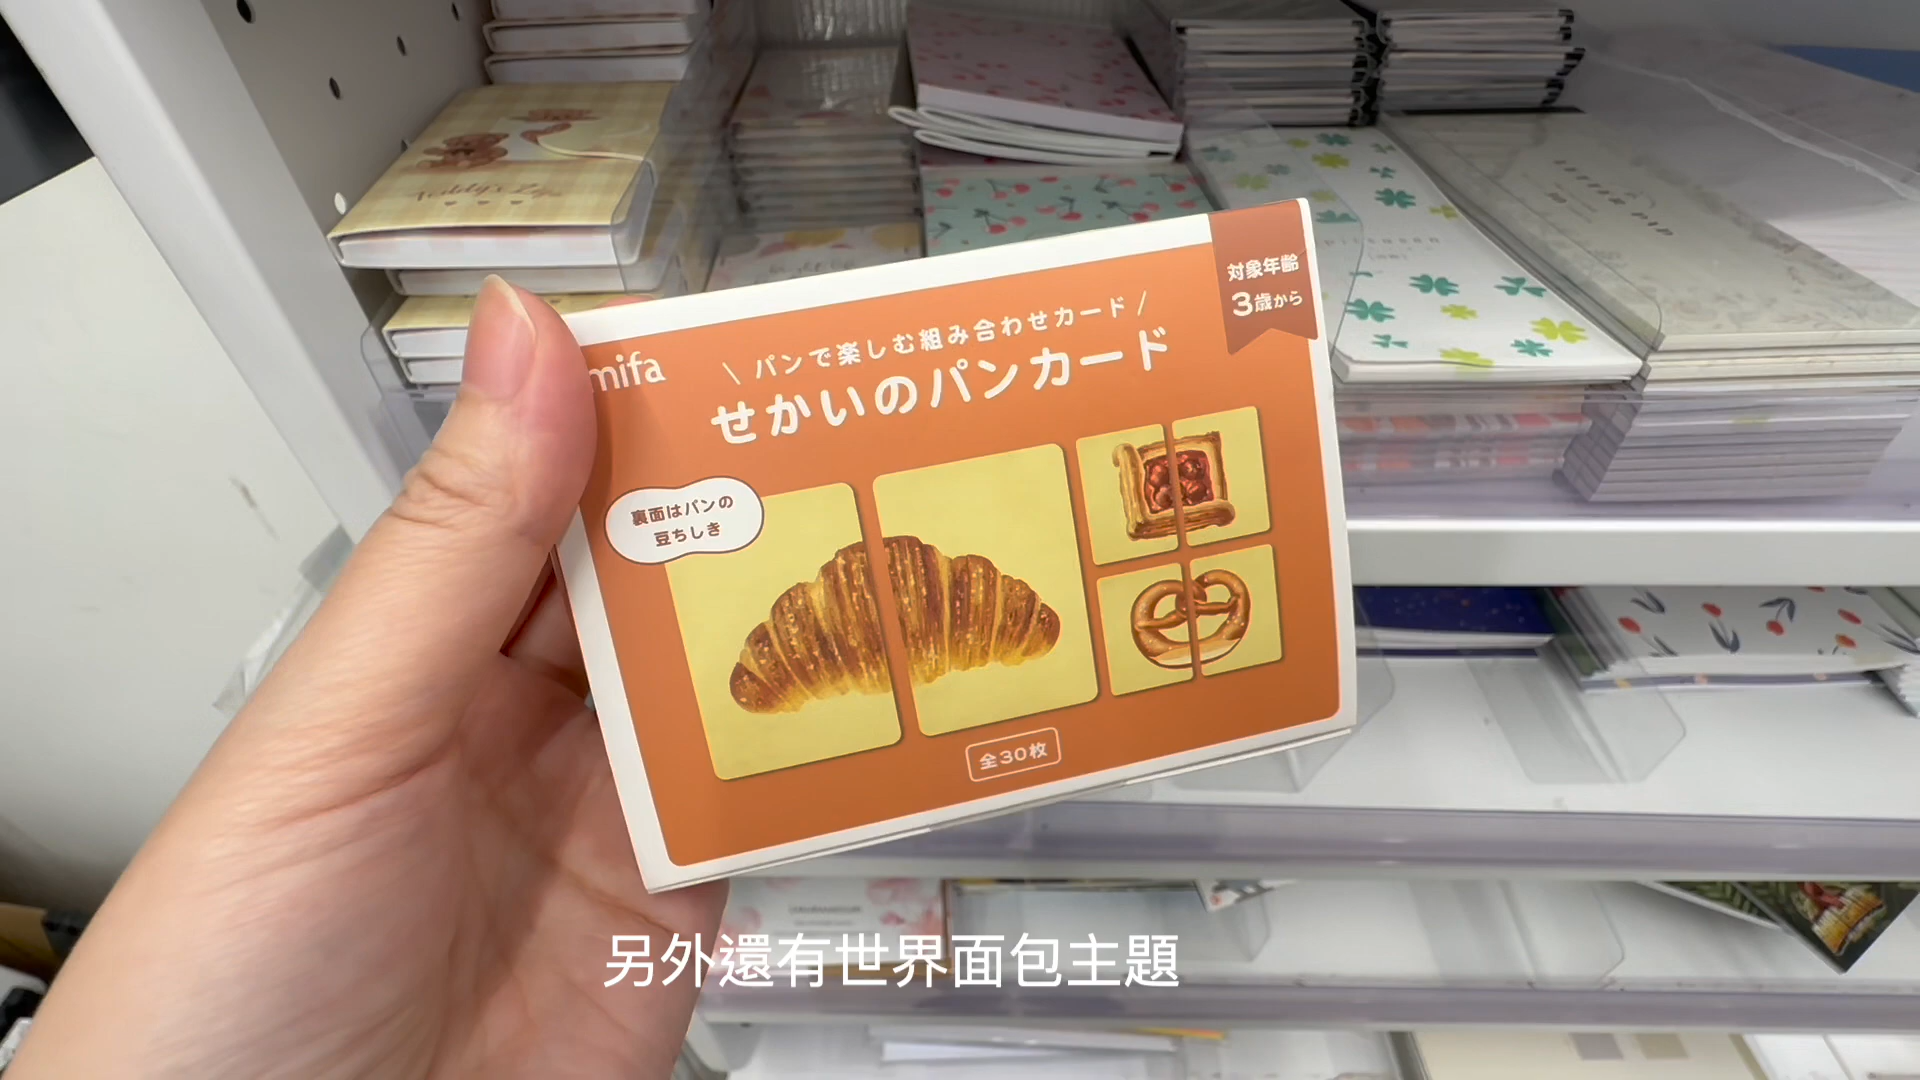 対象年齢
3歳から
mifa
\ パンで楽しむ組み合わせカード /
せかいのパンカード
裏面はパンの
豆ちしき
全30枚
另外還有世界面包主題